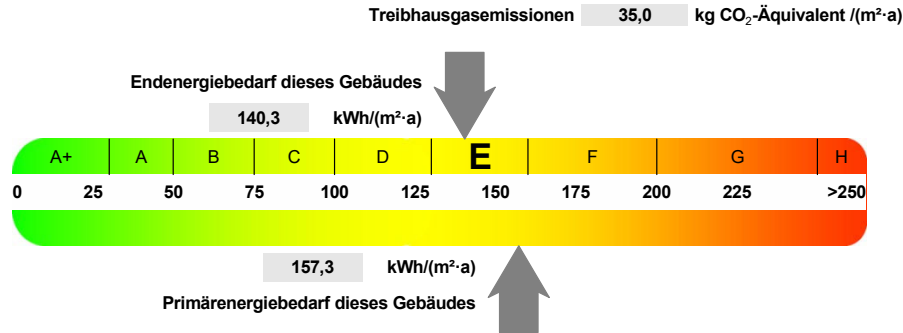 Treibhausgasemissionen 35,0 kg CO₂-Äquivalent /(m²·a)
Endenergiebedarf dieses Gebäudes
140,3 kWh/(m²·a)
A+ A B C D E F G H
0 25 50 75 100 125 150 175 200 225 >250
157,3 kWh/(m²·a)
Primärenergiebedarf dieses Gebäudes